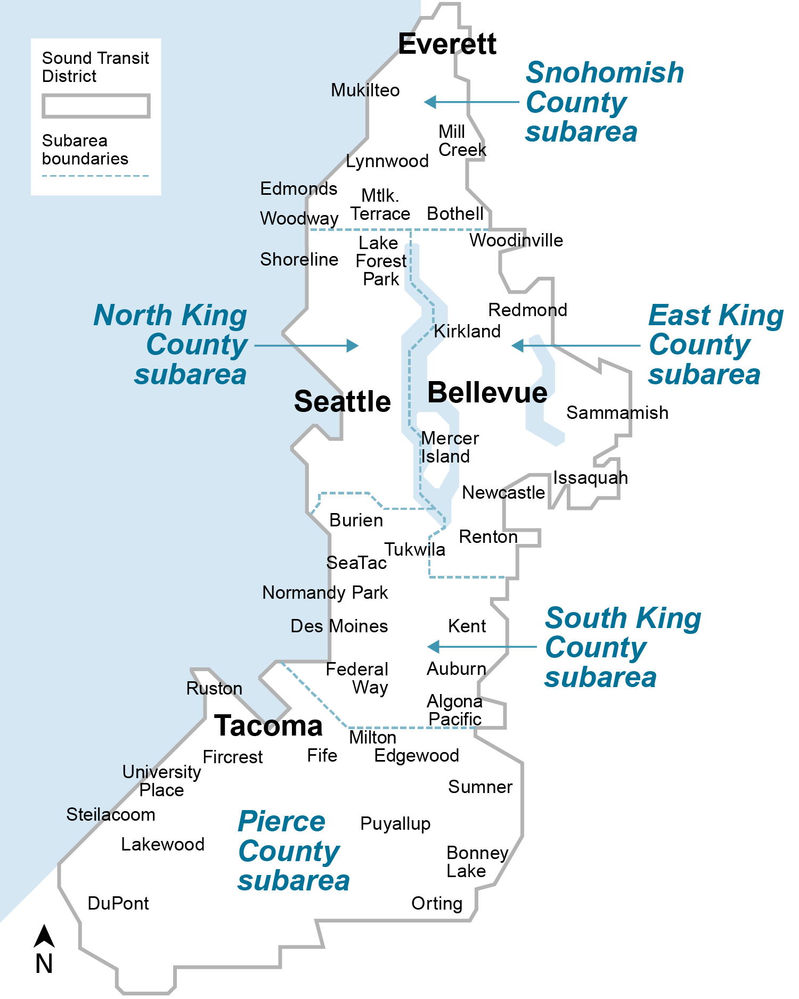 Sound Transit
District
Subarea
boundaries
Everett
Snohomish
County
subarea
Mukilteo
Mill
Creek
Lynnwood
Edmonds
Mtlk.
Terrace
Bothell
Woodway
Woodinville
Lake
Forest
Park
Shoreline
North King
County
subarea
Redmond
Kirkland
East King
County
subarea
Seattle
Bellevue
Sammamish
Mercer
Island
Issaquah
Newcastle
Burien
Renton
Tukwila
SeaTac
Normandy Park
Des Moines
Kent
South King
County
subarea
Federal
Way
Auburn
Algona
Pacific
Ruston
Tacoma
Milton
Fircrest
Fife
Edgewood
University
Place
Sumner
Steilacoom
Pierce
County
subarea
Puyallup
Lakewood
Bonney
Lake
DuPont
Orting
N